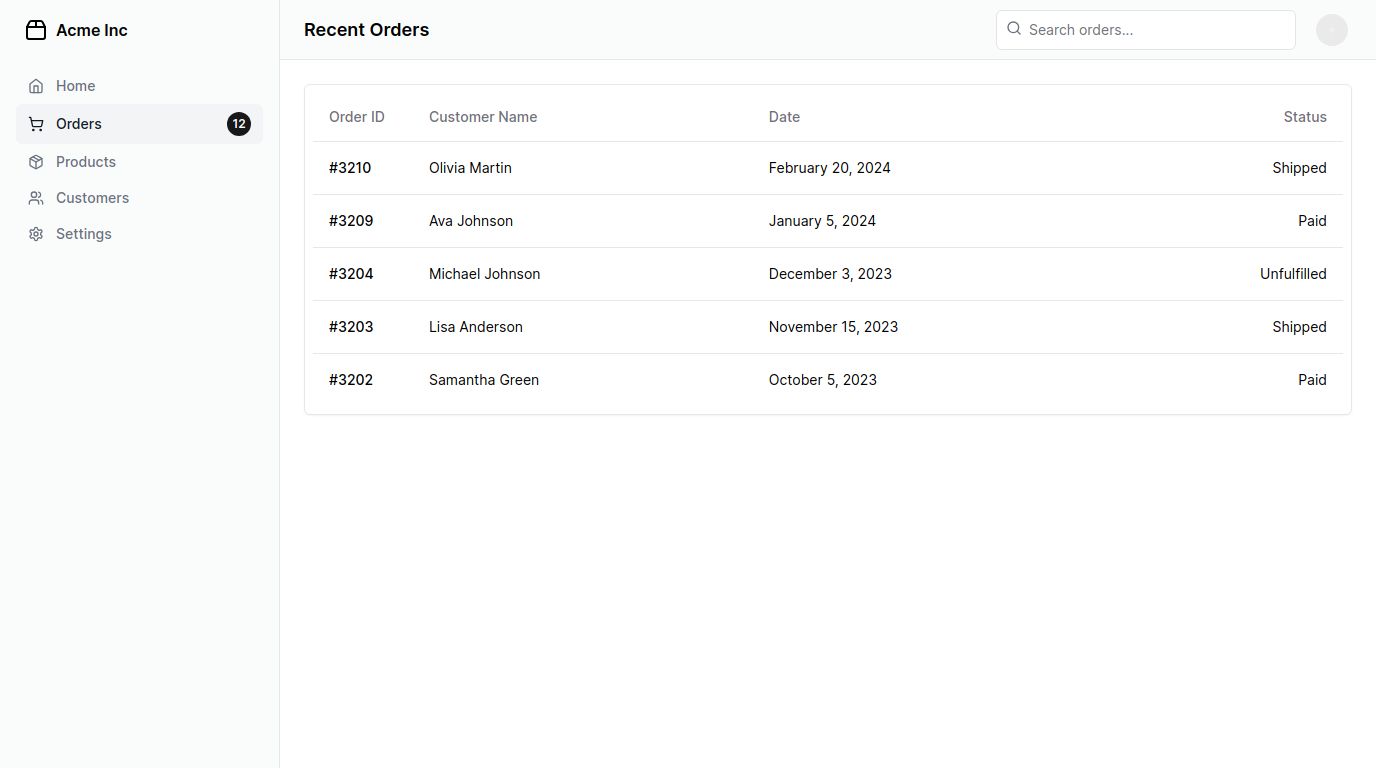 Acme Inc
Home
Orders 12
Products
Customers
Settings
Recent Orders
Search orders...
Order ID Customer Name Date Status
#3210 Olivia Martin February 20, 2024 Shipped
#3209 Ava Johnson January 5, 2024 Paid
#3204 Michael Johnson December 3, 2023 Unfulfilled
#3203 Lisa Anderson November 15, 2023 Shipped
#3202 Samantha Green October 5, 2023 Paid